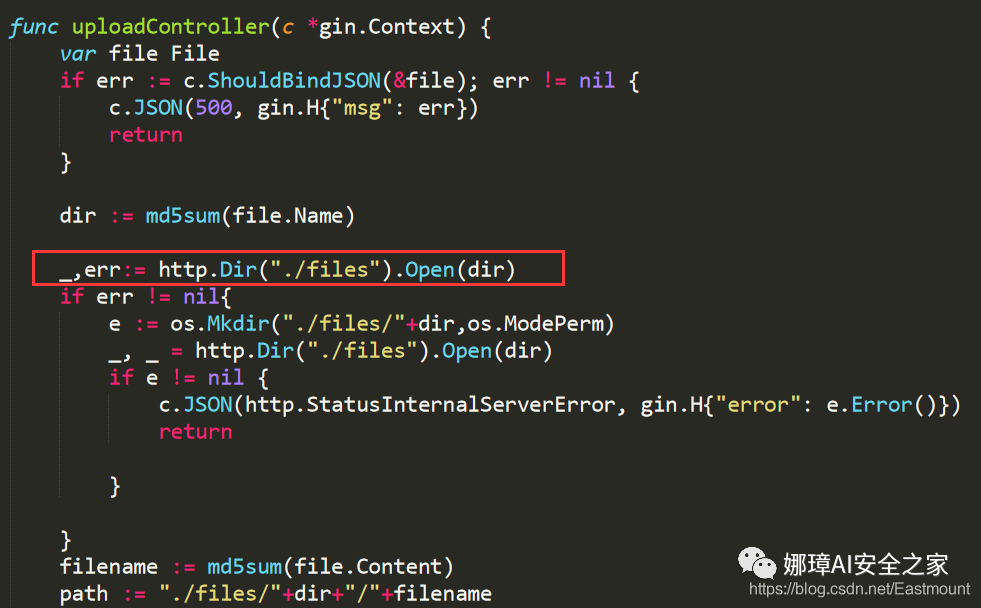 func uploadController(c *gin.Context) {
    var file File
    if err := c.ShouldBindJSON(&file); err != nil {
        c.JSON(500, gin.H{"msg": err})
        return
    }
    dir := md5sum(file.Name)
    _,err:= http.Dir("./files").Open(dir)
    if err != nil{
        e := os.Mkdir("./files/"+dir,os.ModePerm)
        _, _ = http.Dir("./files").Open(dir)
        if e != nil {
            c.JSON(http.StatusInternalServerError, gin.H{"error": e.Error()})
            return
        }
    }
    filename := md5sum(file.Content)
    path := "./files/"+dir+"/"+filename
娜璋AI安全之家
https://blog.csdn.net/Eastmount